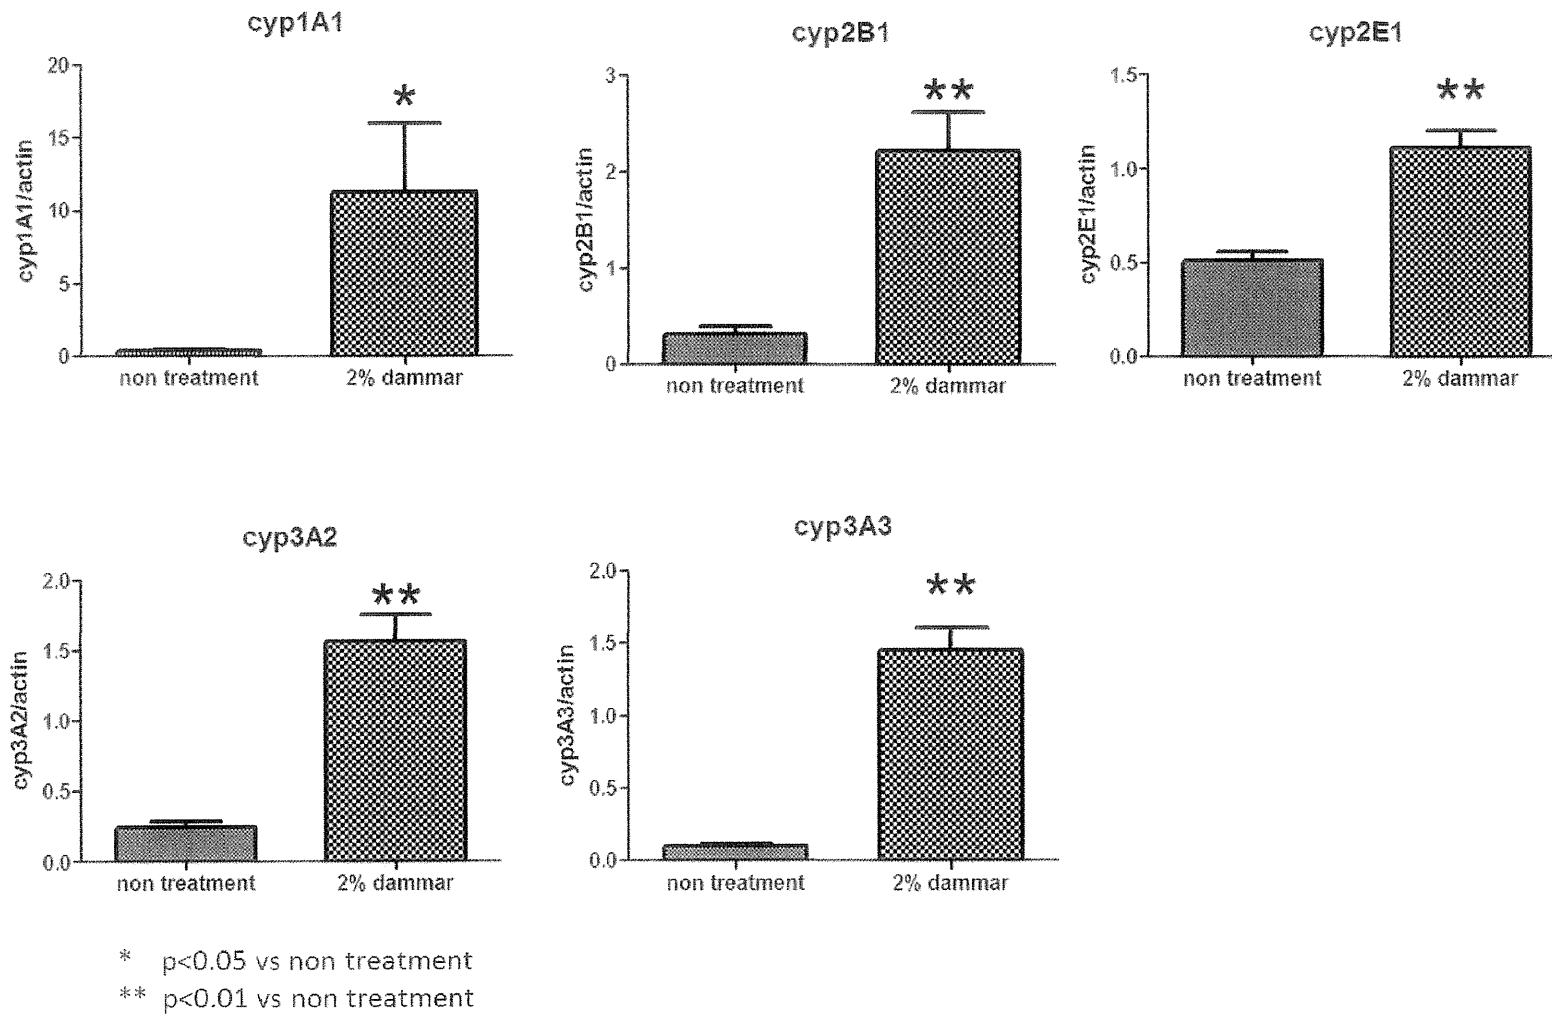 cyp1A1
20
15
10
5
0
cyp1A1/actin
*
non treatment
2% dammar
cyp2B1
3
2
1
0
cyp2B1/actin
**
non treatment
2% dammar
cyp2E1
1.5
1.0
0.5
0.0
cyp2E1/actin
**
non treatment
2% dammar
cyp3A2
2.0
1.5
1.0
0.5
0.0
cyp3A2/actin
**
non treatment
2% dammar
cyp3A3
2.0
1.5
1.0
0.5
0.0
cyp3A3/actin
**
non treatment
2% dammar
* p<0.05 vs non treatment
** p<0.01 vs non treatment